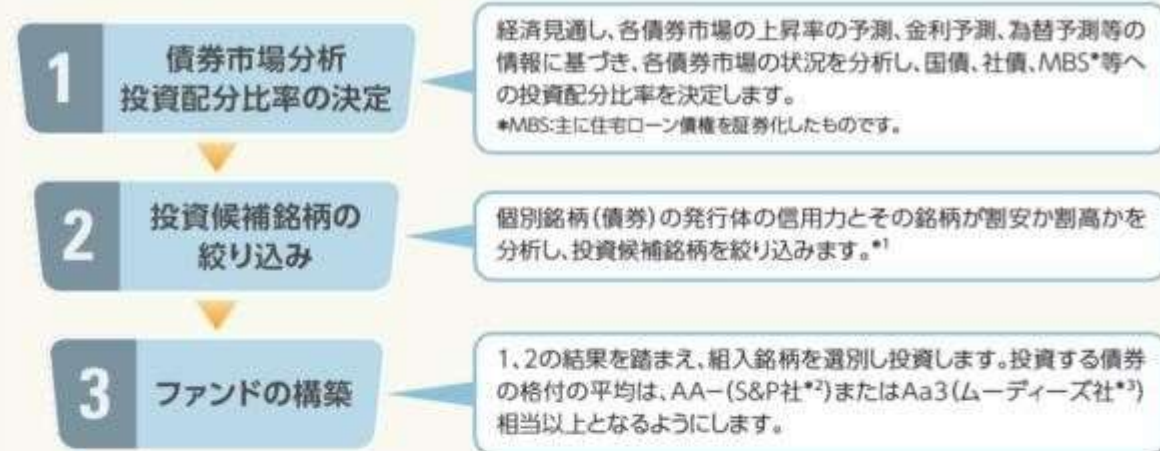 1
債券市場分析
投資配分比率の決定
経済見通し、各債券市場の上昇率の予測、金利予測、為替予測等の
情報に基づき、各債券市場の状況を分析し、国債、社債、MBS*等へ
の投資配分比率を決定します。
*MBS:主に住宅ローン債権を証券化したものです。
2
投資候補銘柄の
絞り込み
個別銘柄(債券)の発行体の信用力とその銘柄が割安か割高かを
分析し、投資候補銘柄を絞り込みます。*1
3
ファンドの構築
1、2の結果を踏まえ、組入銘柄を選別し投資します。投資する債券
の格付の平均は、AA−(S&P社*2)またはAa3(ムーディーズ社*3)
相当以上となるようにします。